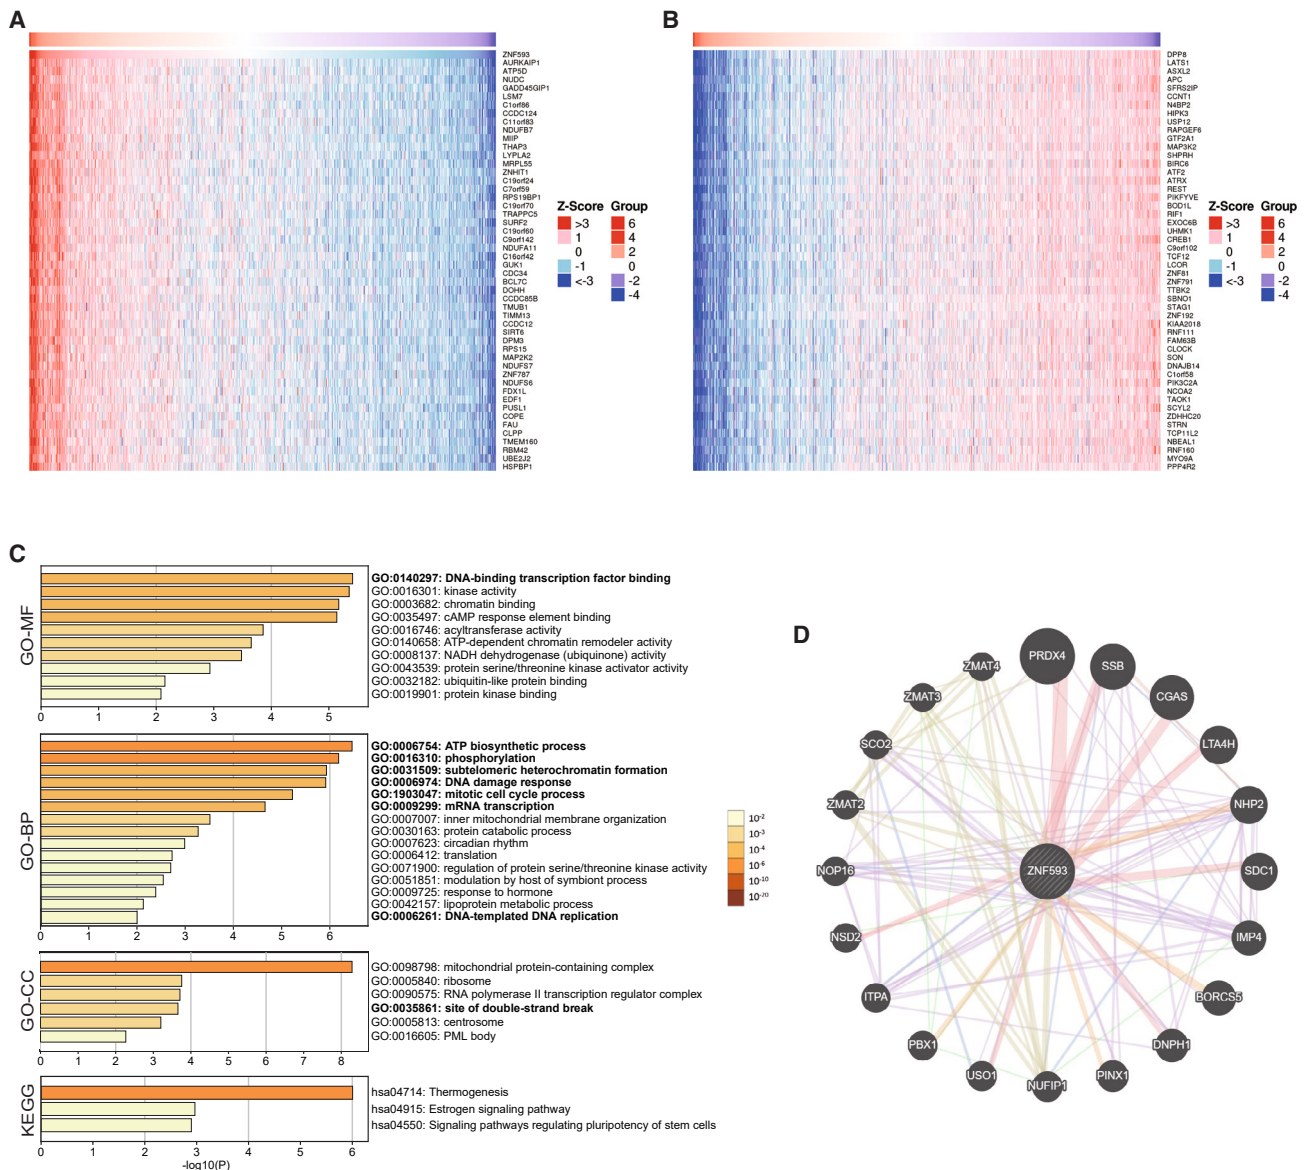 A
ZNF593
AURKAIP1
ATP5D
NUDC
GADD45GIP1
LSM7
C1orf86
CCDC124
C11orf83
NDUFB7
MIIP
THAP3
LYPLA2
MRPL55
ZNHIT1
C19orf24
C7orf59
RPS19BP1
C19orf70
TRAPPC5
SURF2
C19orf60
C9orf142
NDUFA11
C16orf42
GUK1
CDC34
BCL7C
DOHH
CCDC85B
TMUB1
TIMM13
CCDC12
SIRT6
DPM3
RPS15
MAP2K2
NDUFS7
ZNF787
NDUFS6
FDX1L
EDF1
PUSL1
COPE
FAU
CLPP
TMEM160
RBM42
UBE2J2
HSPBP1
Z-Score Group
>3 6
1 4
0 2
-1 0
<-3 -2
-4
B
DPP8
LATS1
ASXL2
APC
SFRS2IP
CCNT1
N4BP2
HIPK3
USP12
RAPGEF6
GTF2A1
MAP3K2
SHPRH
BIRC6
ATF2
ATRX
REST
PIKFYVE
BOD1L
RIF1
EXOC6B
UHMK1
CREB1
C9orf102
TCF12
LCOR
ZNF81
ZNF791
TTBK2
SBNO1
STAG1
ZNF192
KIAA2018
RNF111
FAM63B
CLOCK
SON
DNAJB14
C1orf58
PIK3C2A
NCOA2
TAOK1
SCYL2
ZDHHC20
STRN
TCP11L2
NBEAL1
RNF160
MYO9A
PPP4R2
Z-Score Group
>3 6
1 4
0 2
-1 0
<-3 -2
-4
C
GO-MF
GO:0140297: DNA-binding transcription factor binding
GO:0016301: kinase activity
GO:0003682: chromatin binding
GO:0035497: cAMP response element binding
GO:0016746: acyltransferase activity
GO:0140658: ATP-dependent chromatin remodeler activity
GO:0008137: NADH dehydrogenase (ubiquinone) activity
GO:0043539: protein serine/threonine kinase activator activity
GO:0032182: ubiquitin-like protein binding
GO:0019901: protein kinase binding
0 1 2 3 4 5
GO-BP
GO:0006754: ATP biosynthetic process
GO:0016310: phosphorylation
GO:0031509: subtelomeric heterochromatin formation
GO:0006974: DNA damage response
GO:1903047: mitotic cell cycle process
GO:0009299: mRNA transcription
GO:0007007: inner mitochondrial membrane organization
GO:0030163: protein catabolic process
GO:0007623: circadian rhythm
GO:0006412: translation
GO:0071900: regulation of protein serine/threonine kinase activity
GO:0051851: modulation by host of symbiont process
GO:0009725: response to hormone
GO:0042157: lipoprotein metabolic process
GO:0006261: DNA-templated DNA replication
0 1 2 3 4 5 6
GO-CC
GO:0098798: mitochondrial protein-containing complex
GO:0005840: ribosome
GO:0090575: RNA polymerase II transcription regulator complex
GO:0035861: site of double-strand break
GO:0005813: centrosome
GO:0016605: PML body
0 1 2 3 4 5 6 7 8
KEGG
hsa04714: Thermogenesis
hsa04915: Estrogen signaling pathway
hsa04550: Signaling pathways regulating pluripotency of stem cells
0 1 2 3 4 5 6
-log10(P)
10-2
10-3
10-4
10-6
10-10
10-20
D
PRDX4
SSB
CGAS
LTA4H
NHP2
SDC1
IMP4
BORCS5
DNPH1
PINX1
NUFIP1
USO1
PBX1
ITPA
NSD2
NOP16
ZMAT2
SCO2
ZMAT3
ZMAT4
ZNF593